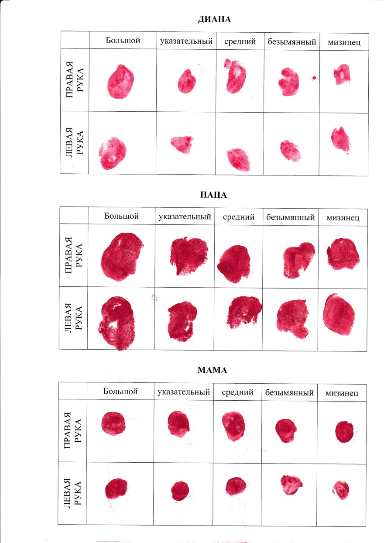 ДИАНА
Большой указательный средний безымянный мизинец
ПРАВАЯ РУКА
ЛЕВАЯ РУКА
ПАПА
Большой указательный средний безымянный мизинец
ПРАВАЯ РУКА
ЛЕВАЯ РУКА
МАМА
Большой указательный средний безымянный мизинец
ПРАВАЯ РУКА
ЛЕВАЯ РУКА